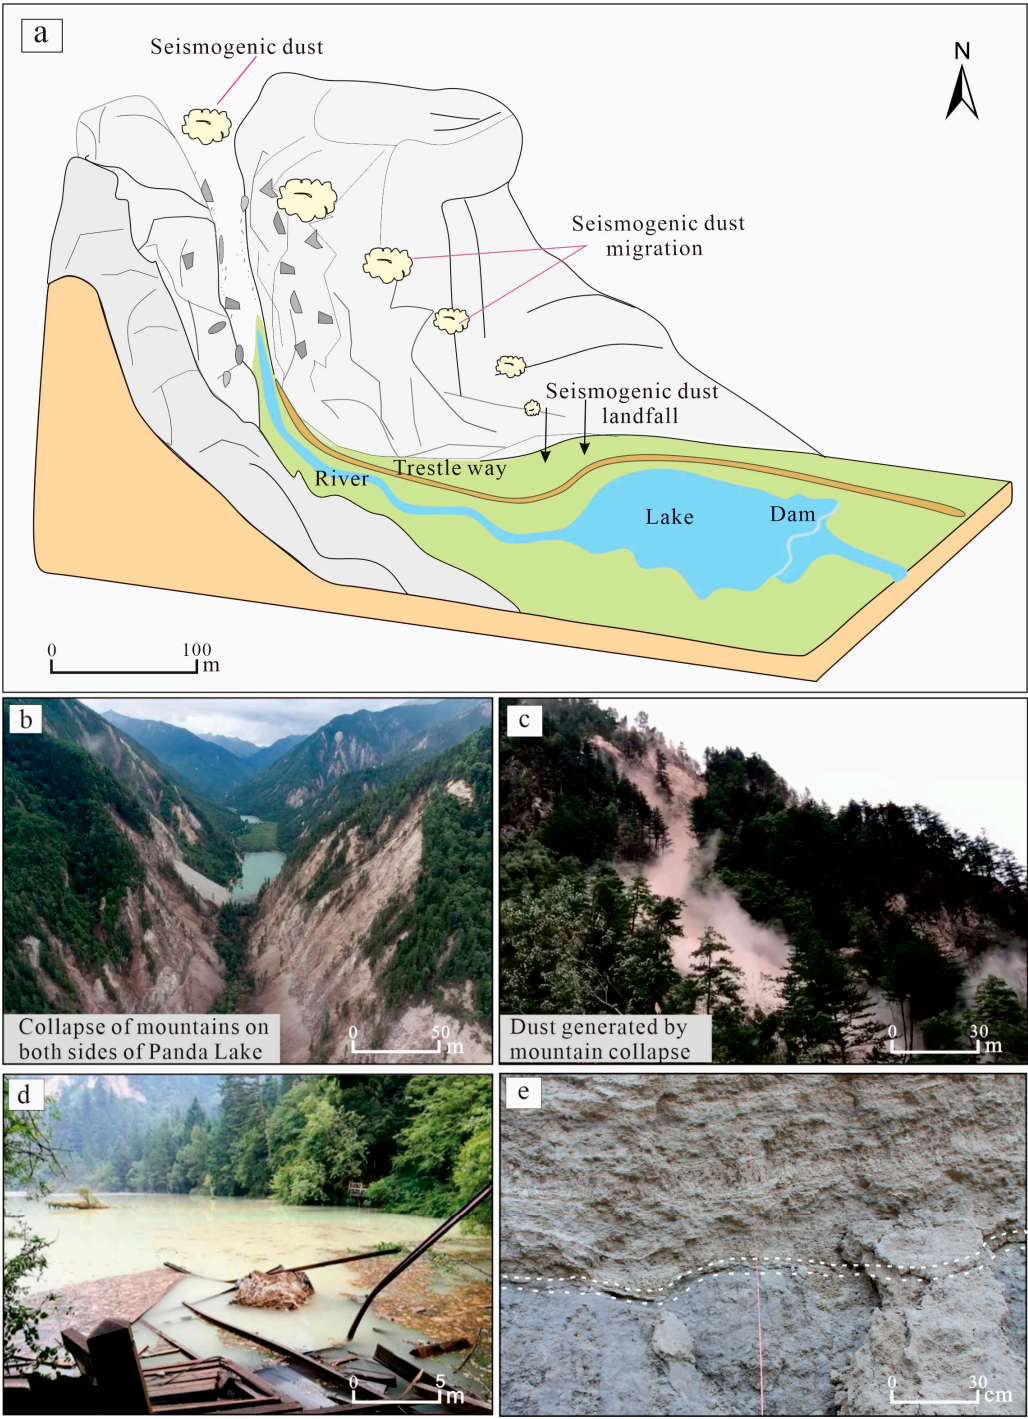 a
Seismogenic dust
N
Seismogenic dust
migration
Seismogenic dust
landfall
Trestle way
River
Lake
Dam
0 100
m
b
Collapse of mountains on
both sides of Panda Lake
0 50
m
c
Dust generated by
mountain collapse
0 30
m
d
0 5
m
e
0 30
cm